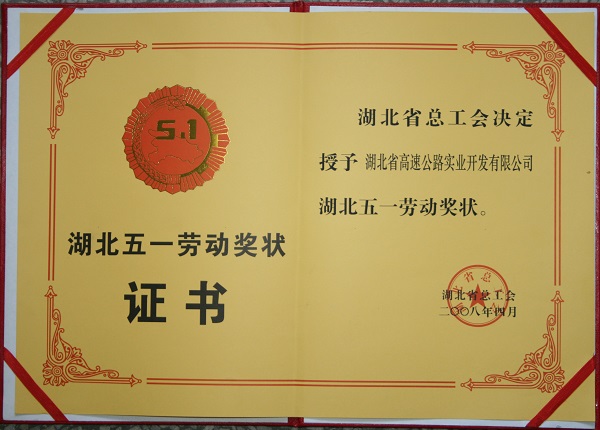 5.1
湖北五一劳动奖状
证书
湖北省总工会决定
授予 湖北省高速公路实业开发有限公司
湖北五一劳动奖状。
湖北省总工会
二〇〇八年四月